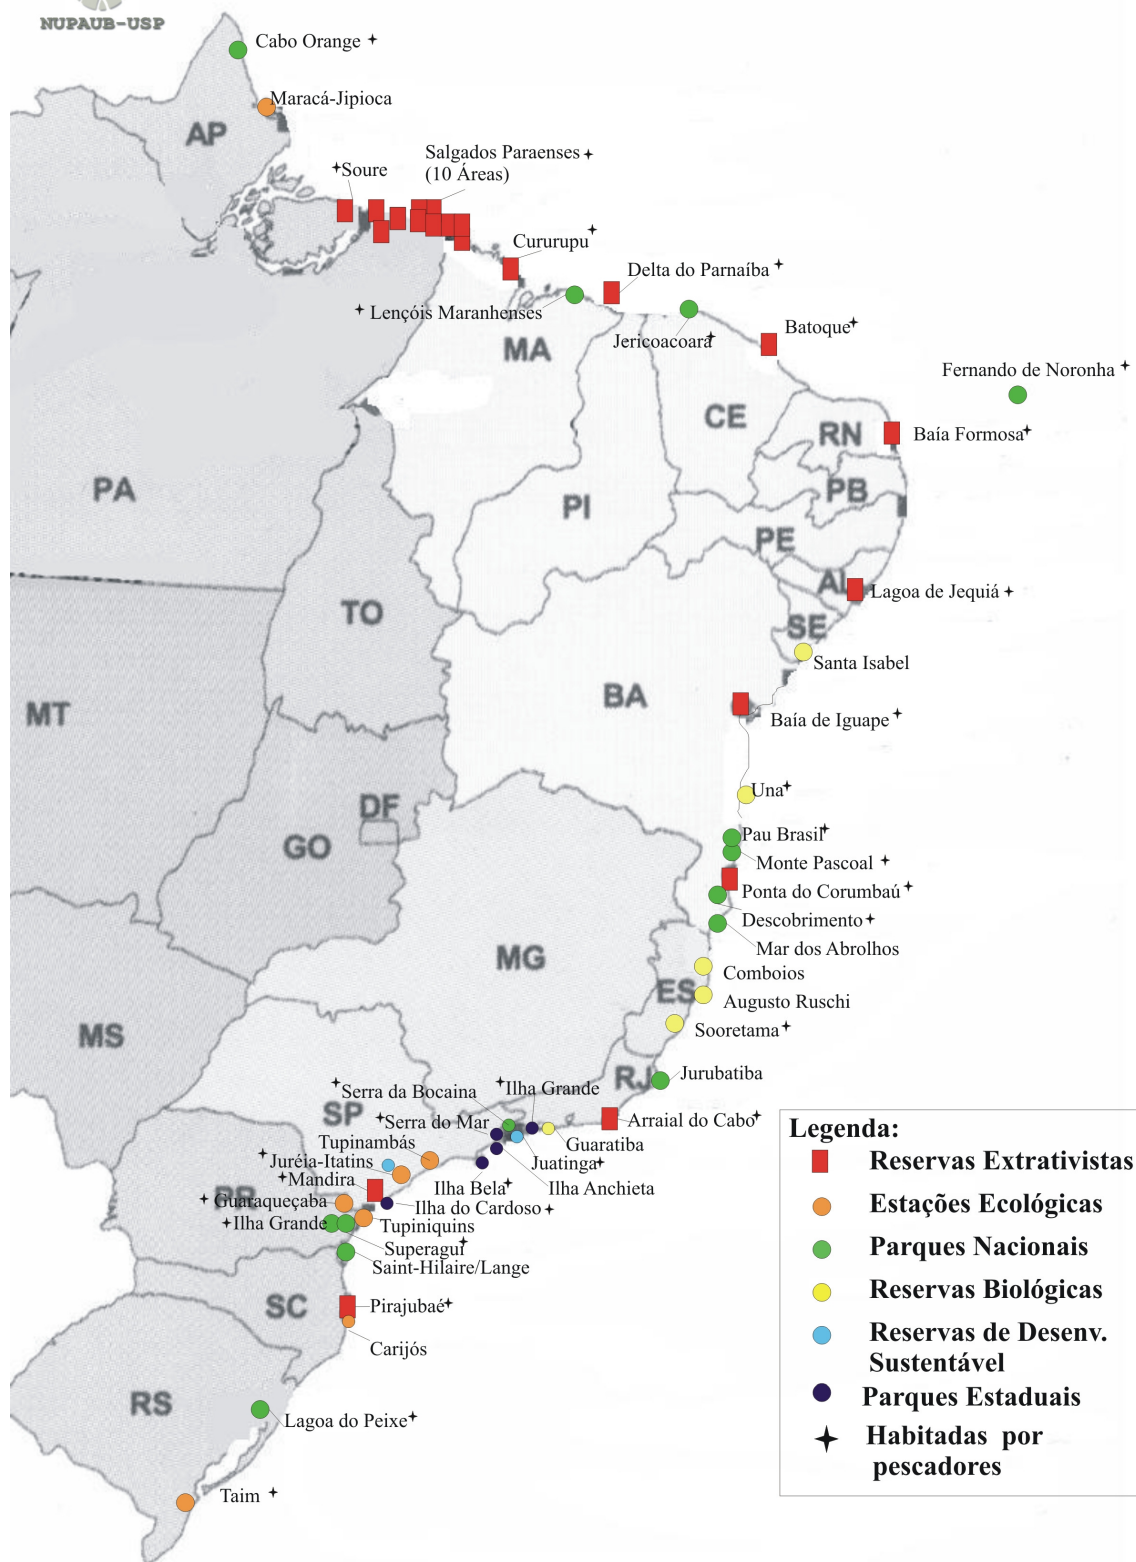 NUPAUB-USP
Cabo Orange
Maracá-Jipioca
AP
Salgados Paraenses
(10 Áreas)
Soure
Cururupu
Delta do Parnaíba
Lençóis Maranhenses
Jericoacoara
Batoque
MA
Fernando de Noronha
CE
RN
Baía Formosa
PA
PI
PB
PE
AL
Lagoa de Jequiá
TO
SE
Santa Isabel
MT
BA
Baía de Iguape
Una
DF
GO
Pau Brasil
Monte Pascoal
Ponta do Corumbaú
Descobrimento
Mar dos Abrolhos
MG
Comboios
ES
Augusto Ruschi
MS
Sooretama
RJ
Jurubatiba
Serra da Bocaina
Ilha Grande
SP
Serra do Mar
Arraial do Cabo
Tupinambás
Guaratiba
Juréia-Itatins
Juatinga
Mandira
Ilha Bela
Ilha Anchieta
PR
Guaraqueçaba
Ilha do Cardoso
Ilha Grande
Tupiniquins
Superagui
Saint-Hilaire/Lange
SC
Pirajubaé
Carijós
RS
Lagoa do Peixe
Taim
Legenda:
Reservas Extrativistas
Estações Ecológicas
Parques Nacionais
Reservas Biológicas
Reservas de Desenv.
Sustentável
Parques Estaduais
Habitadas por
pescadores